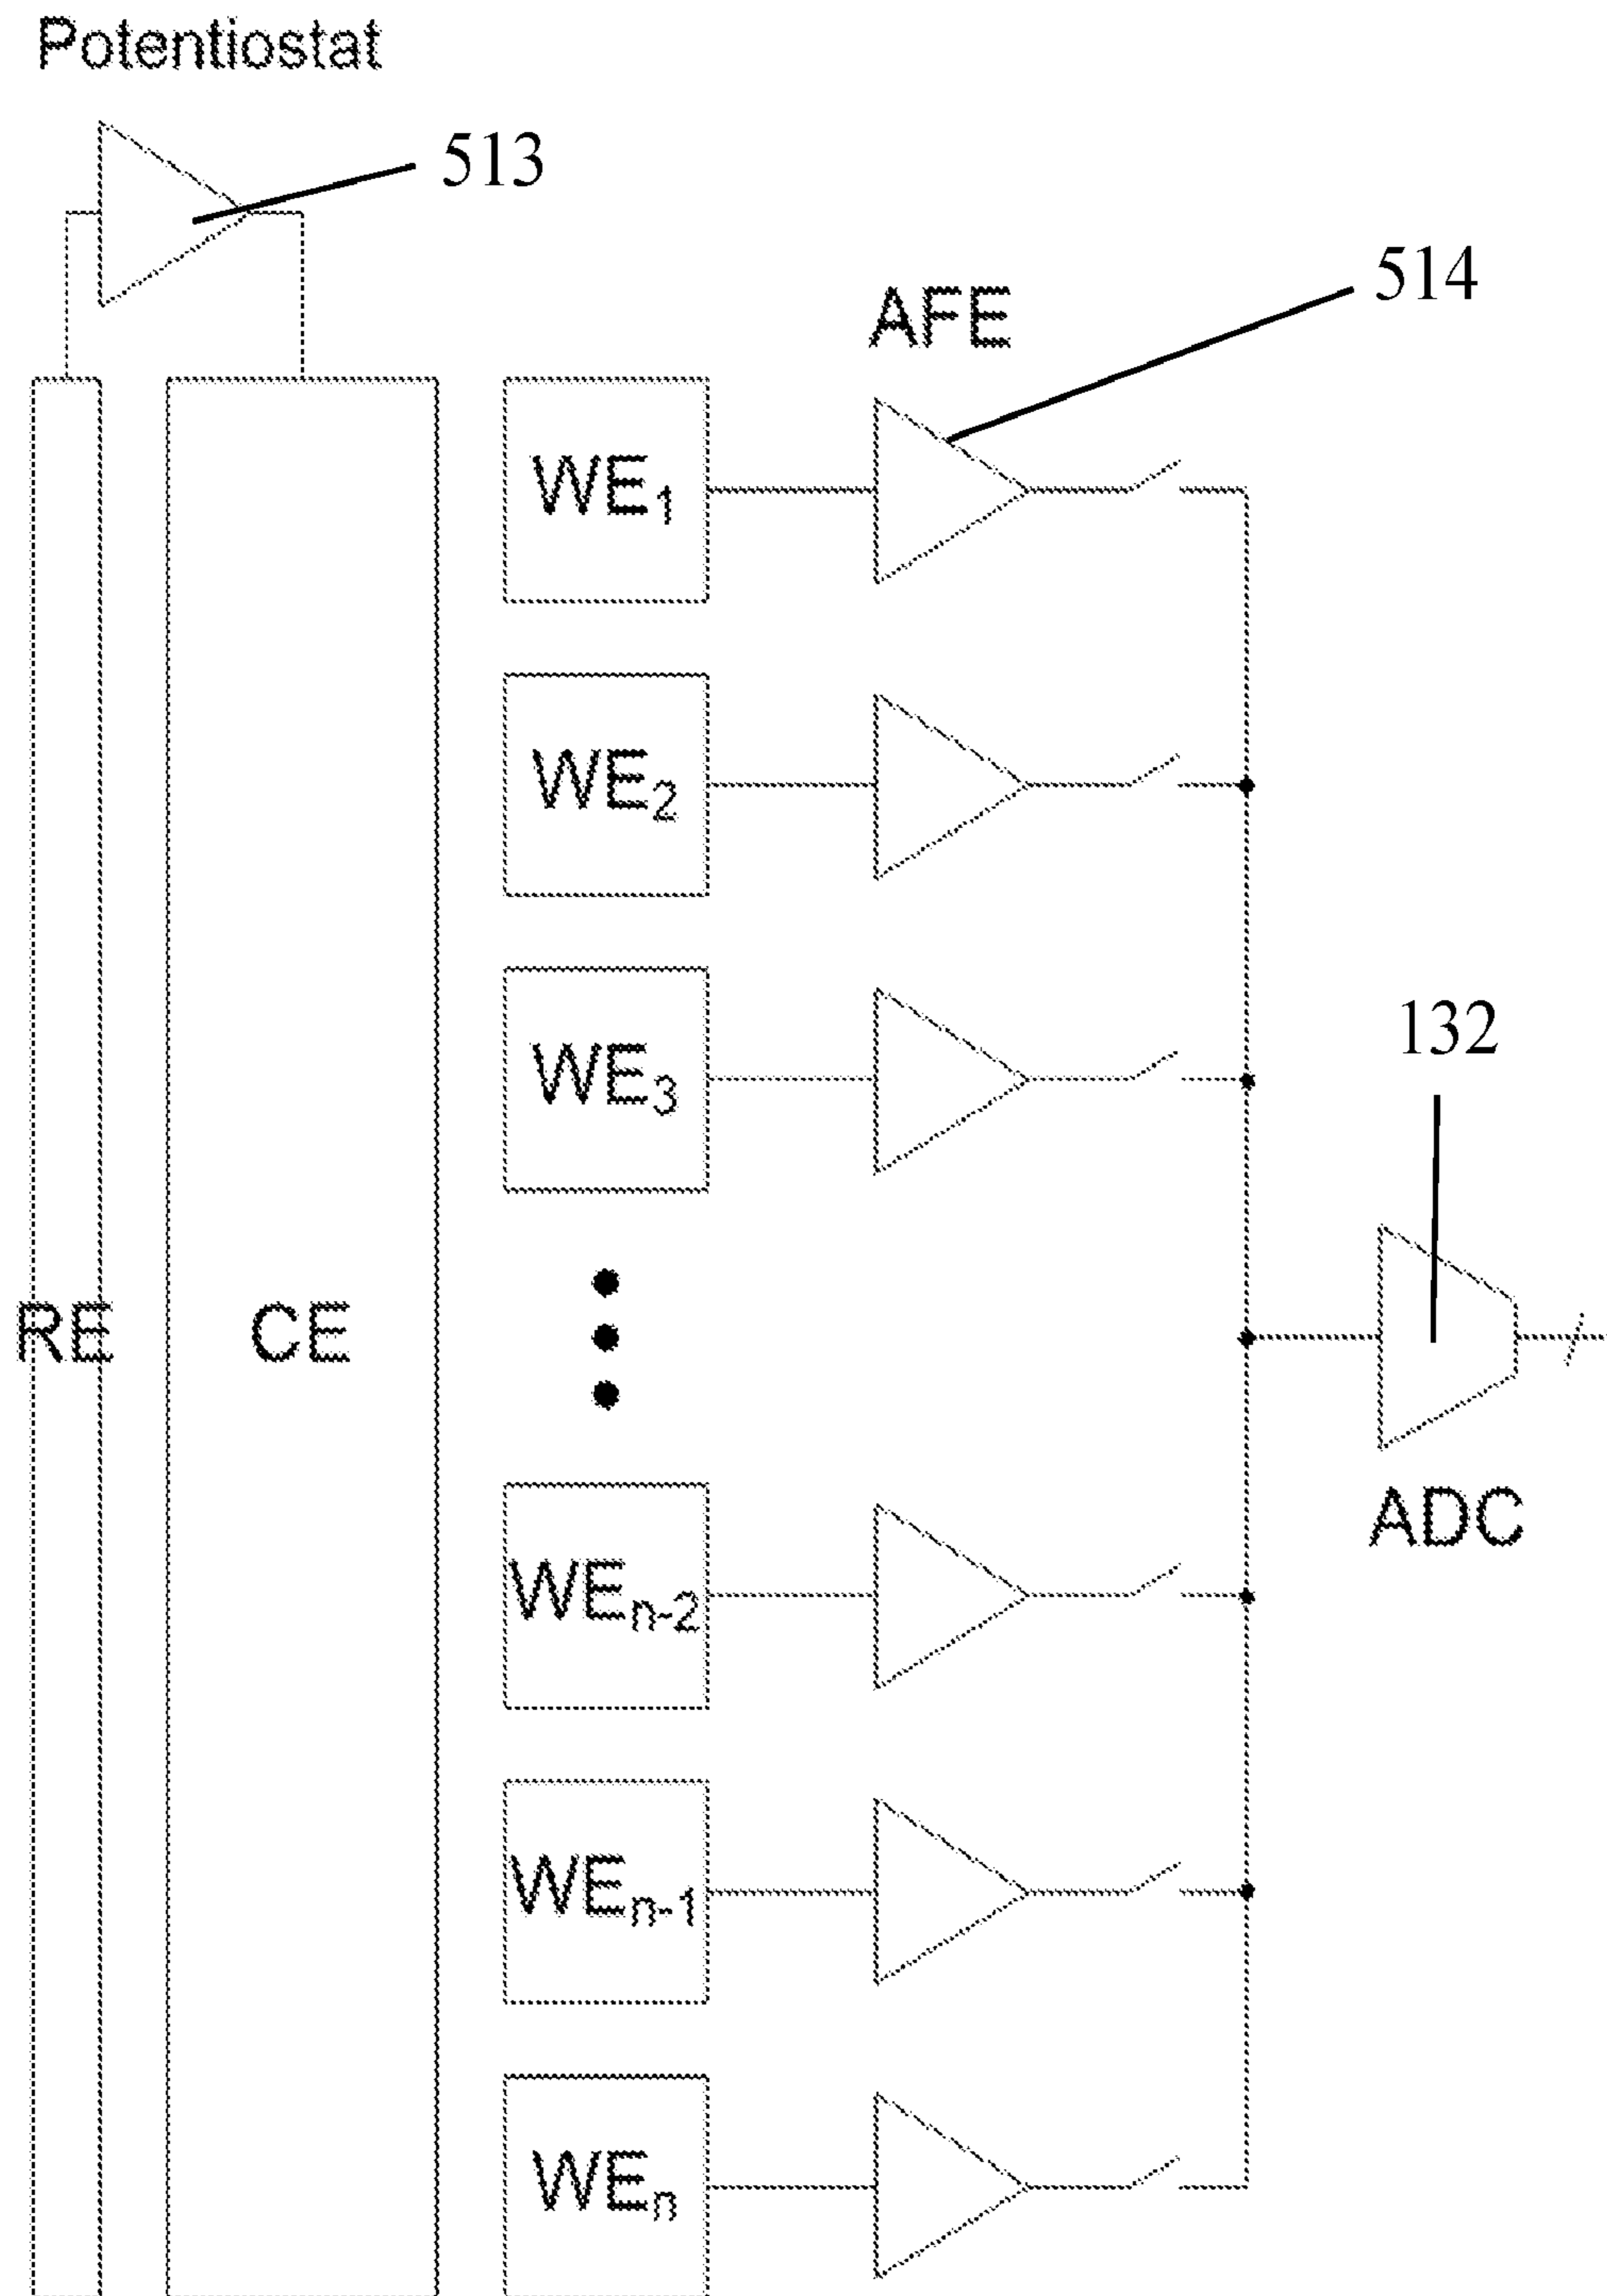 Potentiostat
513
514
AFE
WE₁
WE₂
WE₃
132
RE
CE
ADC
WEₙ₋₂
WEₙ₋₁
WEₙ